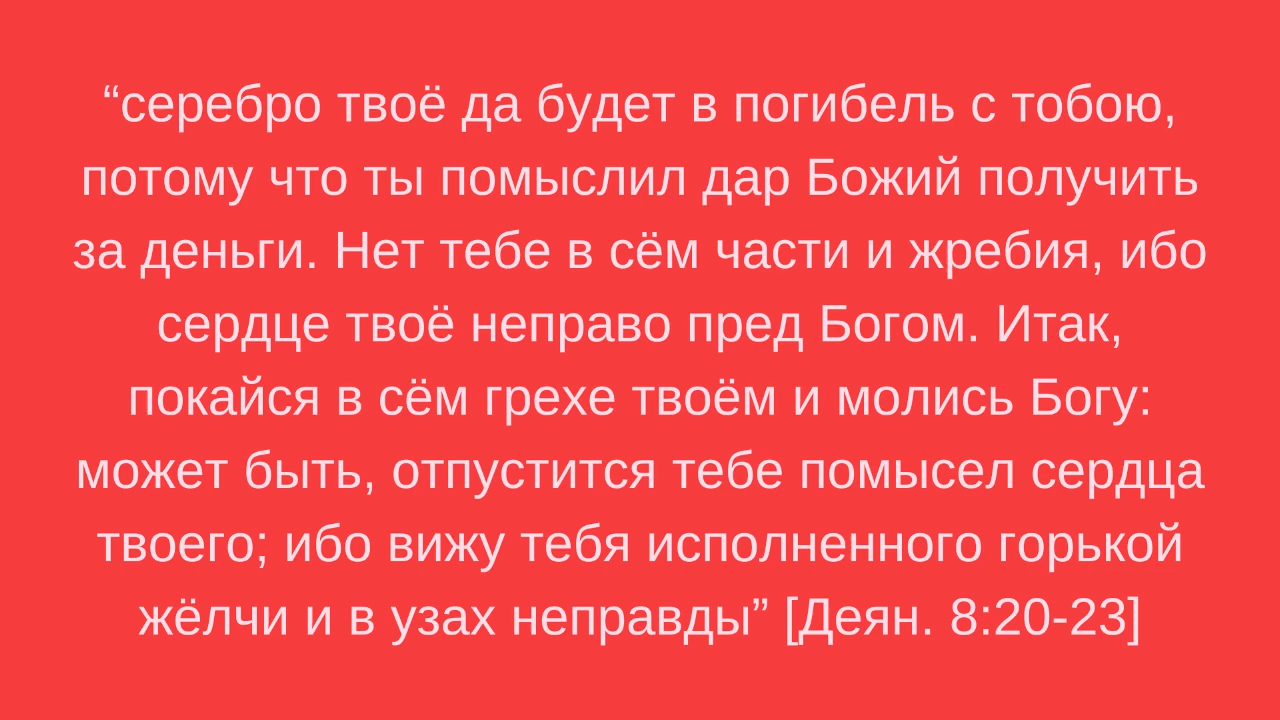 “серебро твоё да будет в погибель с тобою,
потому что ты помыслил дар Божий получить
за деньги. Нет тебе в сём части и жребия, ибо
сердце твоё неправо пред Богом. Итак,
покайся в сём грехе твоём и молись Богу:
может быть, отпустится тебе помысел сердца
твоего; ибо вижу тебя исполненного горькой
жёлчи и в узах неправды” [Деян. 8:20-23]